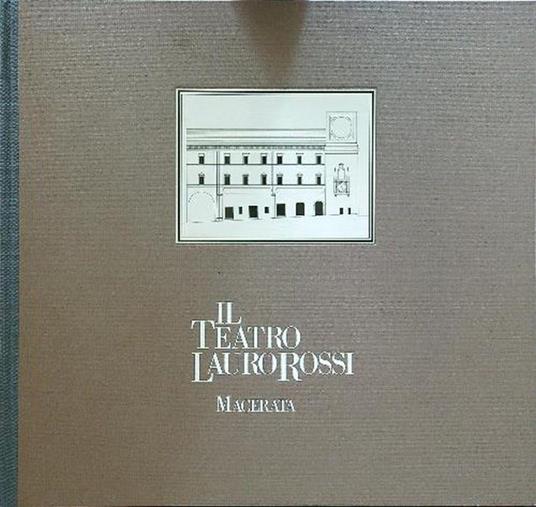 IL
TEATRO
LAURO ROSSI
MACERATA